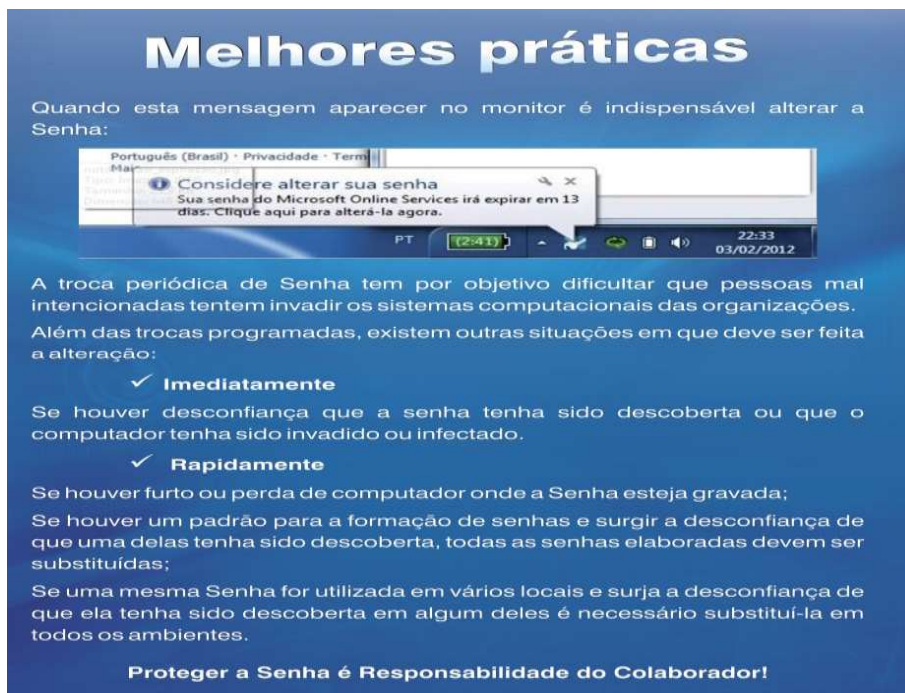 Melhores práticas
Quando esta mensagem aparecer no monitor é indispensável alterar a
Senha:
Português (Brasil) · Privacidade · Term
Mais
Considere alterar sua senha
Sua senha do Microsoft Online Services irá expirar em 13
dias. Clique aqui para alterá-la agora.
PT (2:41) 22:33
03/02/2012
A troca periódica de Senha tem por objetivo dificultar que pessoas mal
intencionadas tentem invadir os sistemas computacionais das organizações.
Além das trocas programadas, existem outras situações em que deve ser feita
a alteração:
✓ Imediatamente
Se houver desconfiança que a senha tenha sido descoberta ou que o
computador tenha sido invadido ou infectado.
✓ Rapidamente
Se houver furto ou perda de computador onde a Senha esteja gravada;
Se houver um padrão para a formação de senhas e surgir a desconfiança de
que uma delas tenha sido descoberta, todas as senhas elaboradas devem ser
substituídas;
Se uma mesma Senha for utilizada em vários locais e surja a desconfiança de
que ela tenha sido descoberta em algum deles é necessário substituí-la em
todos os ambientes.
Proteger a Senha é Responsabilidade do Colaborador!